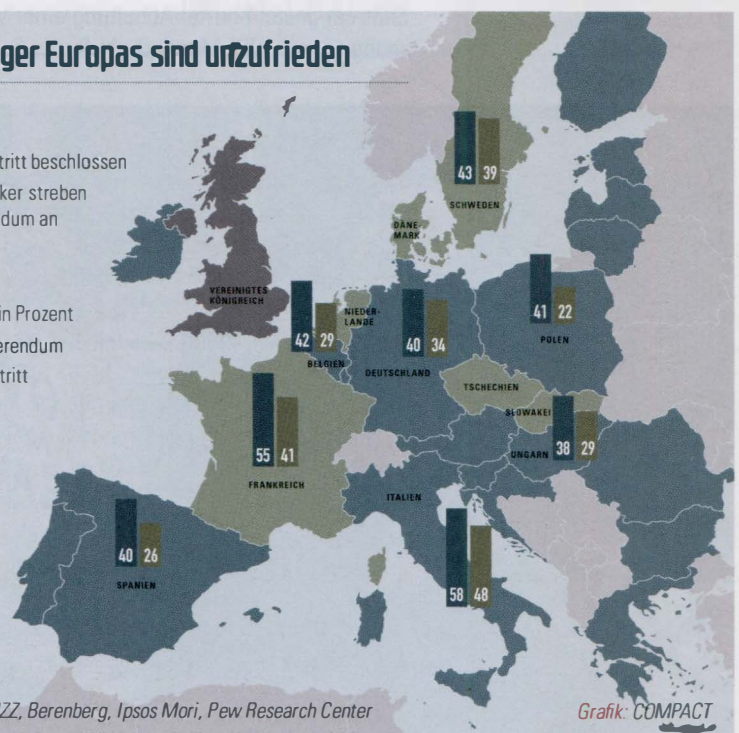 ger Europas sind unzufrieden
tritt beschlossen
ker streben
dum an
in Prozent
erendum
tritt
43 39
SCHWEDEN
DÄNE-
MARK
VEREINIGTES
KÖNIGREICH
42 29
BELGIEN
NIEDER-
LANDE
40 34
DEUTSCHLAND
41 22
POLEN
TSCHECHIEN
SLOWAKEI
38 29
UNGARN
55 41
FRANKREICH
ITALIEN
58 48
40 26
SPANIEN
ZZ, Berenberg, Ipsos Mori, Pew Research Center
Grafik: COMPACT